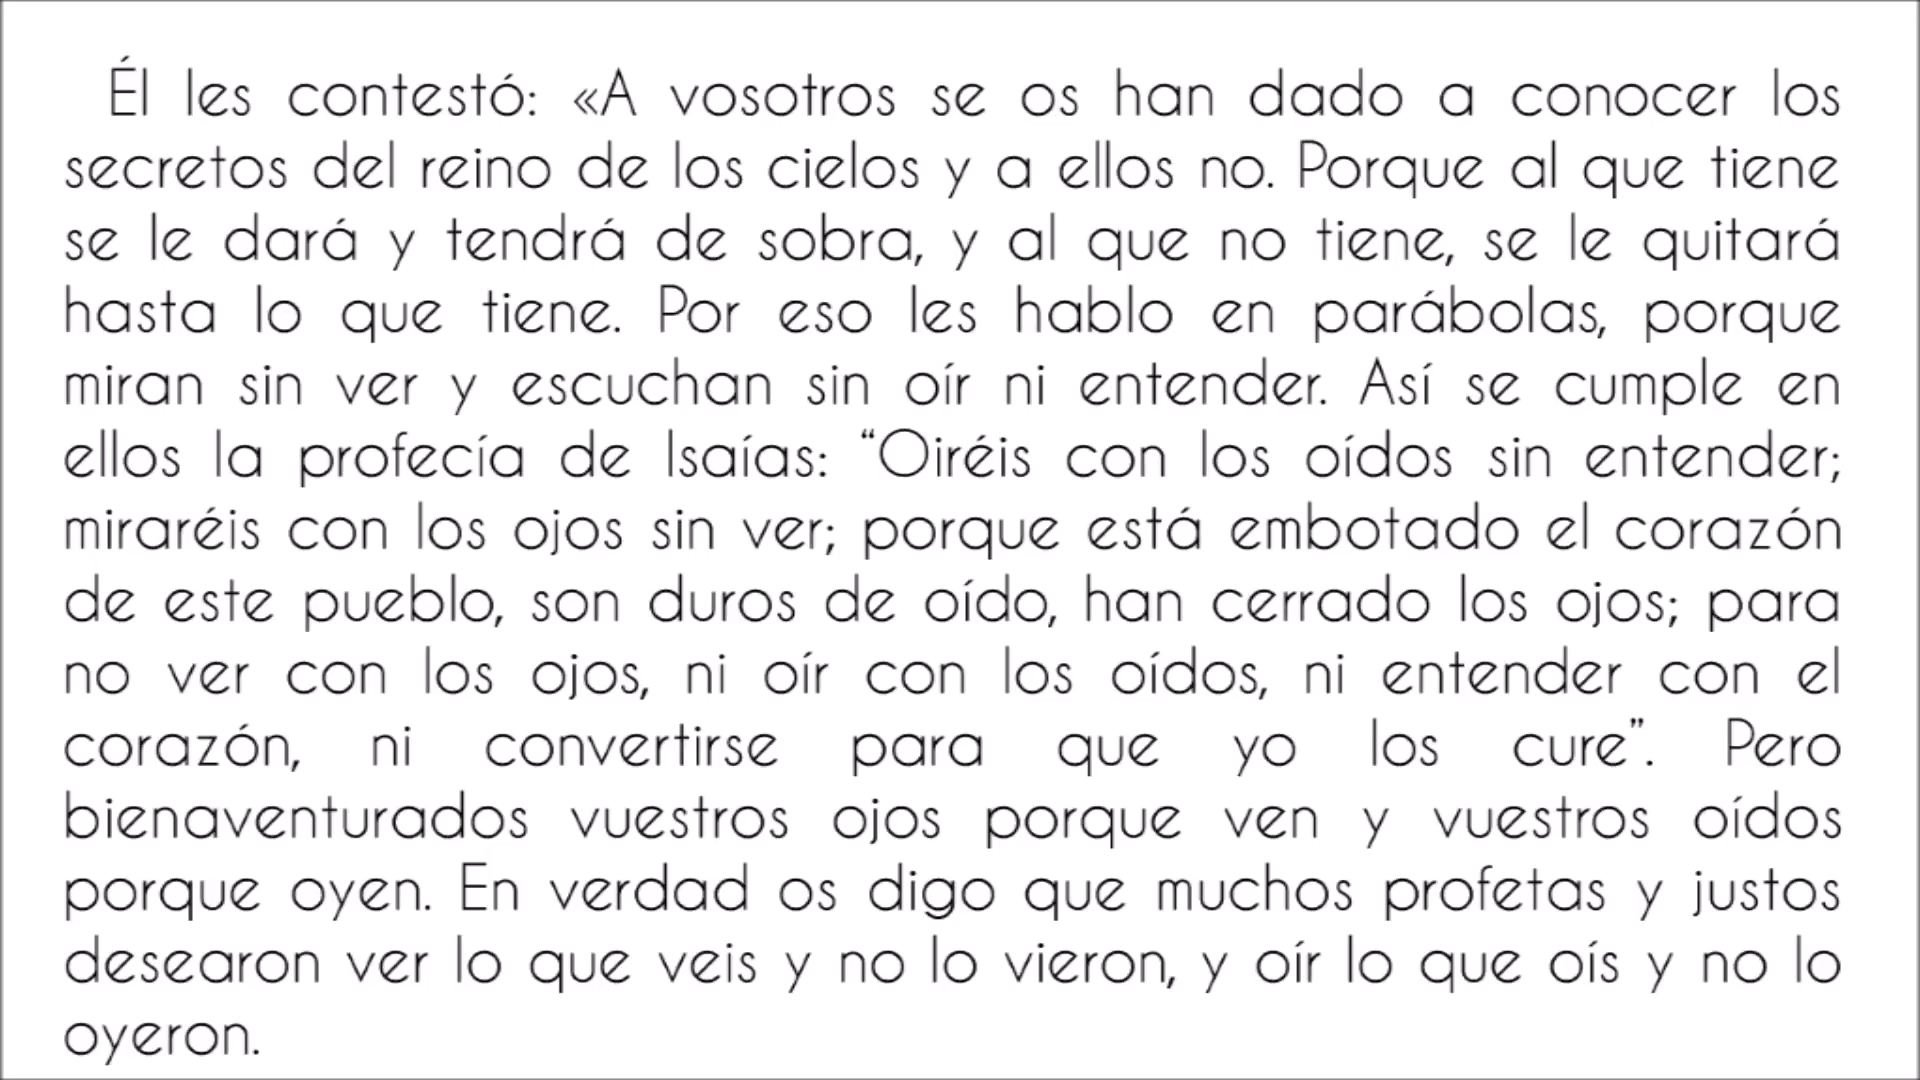 Él les contestó: «A vosotros se os han dado a conocer los
secretos del reino de los cielos y a ellos no. Porque al que tiene
se le dará y tendrá de sobra, y al que no tiene, se le quitará
hasta lo que tiene. Por eso les hablo en parábolas, porque
miran sin ver y escuchan sin oír ni entender. Así se cumple en
ellos la profecía de Isaías: “Oiréis con los oídos sin entender;
miraréis con los ojos sin ver; porque está embotado el corazón
de este pueblo, son duros de oído, han cerrado los ojos; para
no ver con los ojos, ni oír con los oídos, ni entender con el
corazón, ni convertirse para que yo los cure”. Pero
bienaventurados vuestros ojos porque ven y vuestros oídos
porque oyen. En verdad os digo que muchos profetas y justos
desearon ver lo que veis y no lo vieron, y oír lo que oís y no lo
oyeron.